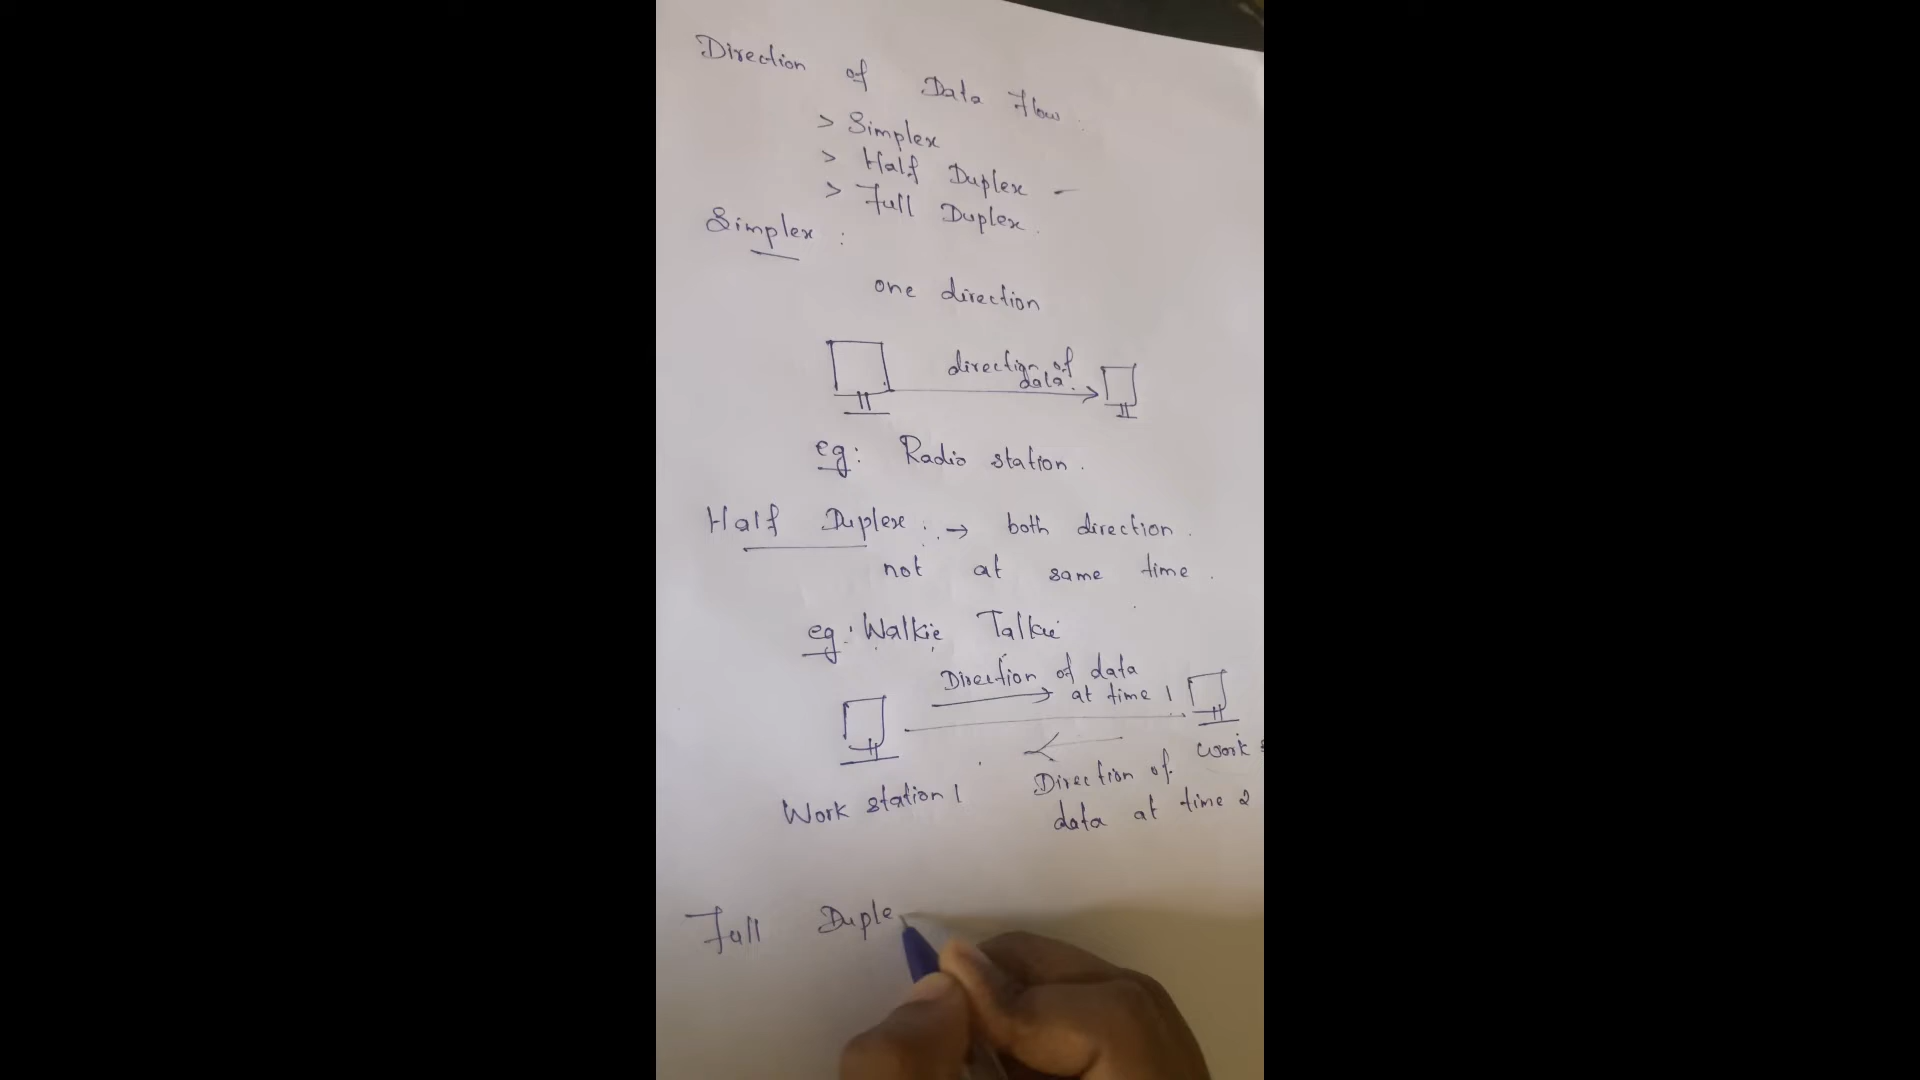 Direction of Data Flow.
> Simplex
> Half Duplex -
> Full Duplex.
Simplex :
one direction
direction of
data.
eg: Radio station.
Half Duplex : → both direction.
not at same time.
eg: Walkie Talkie
Direction of data
at time 1
Work
Direction of
data at time 2
Work station 1
Full Duple